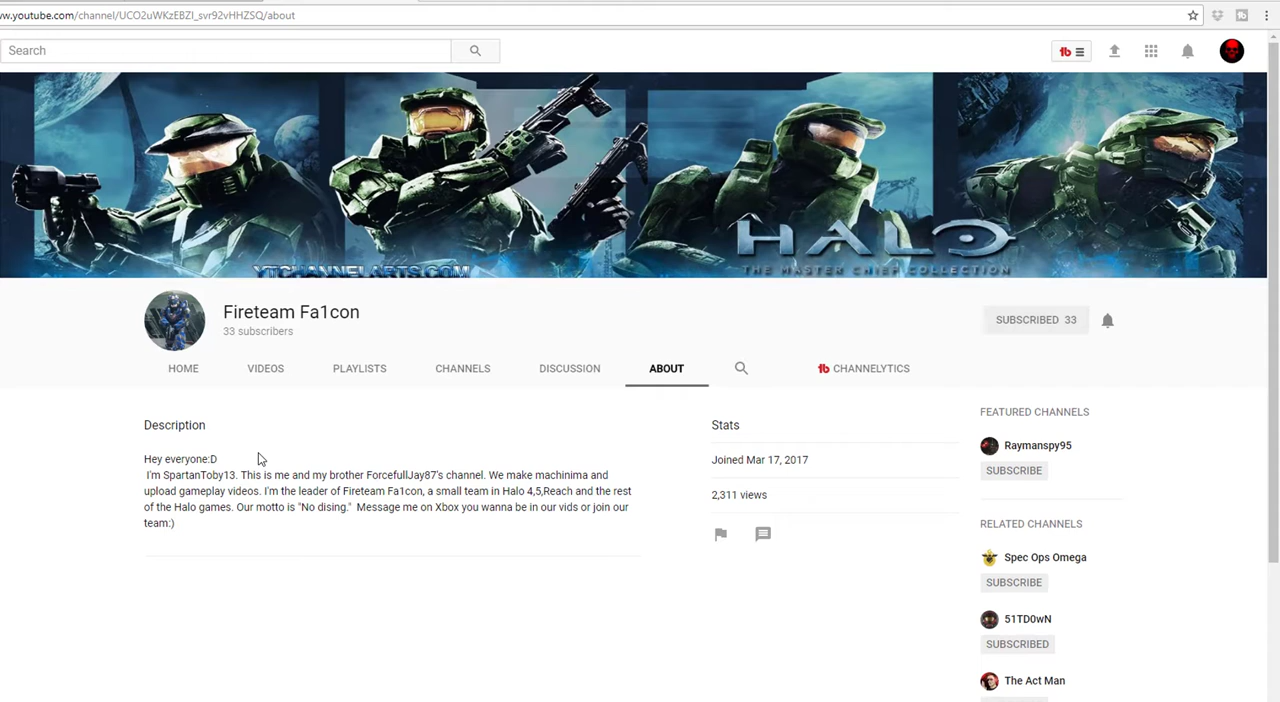 ww.youtube.com/channel/UCO2uWKzEBZI_svr92vHHZSQ/about
Search
HALO
THE MASTER CHIEF COLLECTION
YTCHANNELARTS.COM
Fireteam Fa1con
33 subscribers
SUBSCRIBED 33
HOME VIDEOS PLAYLISTS CHANNELS DISCUSSION ABOUT CHANNELYTICS
Description
Hey everyone:D
I'm SpartanToby13. This is me and my brother ForcefullJay87's channel. We make machinima and
upload gameplay videos. I'm the leader of Fireteam Fa1con, a small team in Halo 4,5,Reach and the rest
of the Halo games. Our motto is "No dising." Message me on Xbox you wanna be in our vids or join our
team:)
Stats
Joined Mar 17, 2017
2,311 views
FEATURED CHANNELS
Raymanspy95
SUBSCRIBE
RELATED CHANNELS
Spec Ops Omega
SUBSCRIBE
51TD0wN
SUBSCRIBED
The Act Man